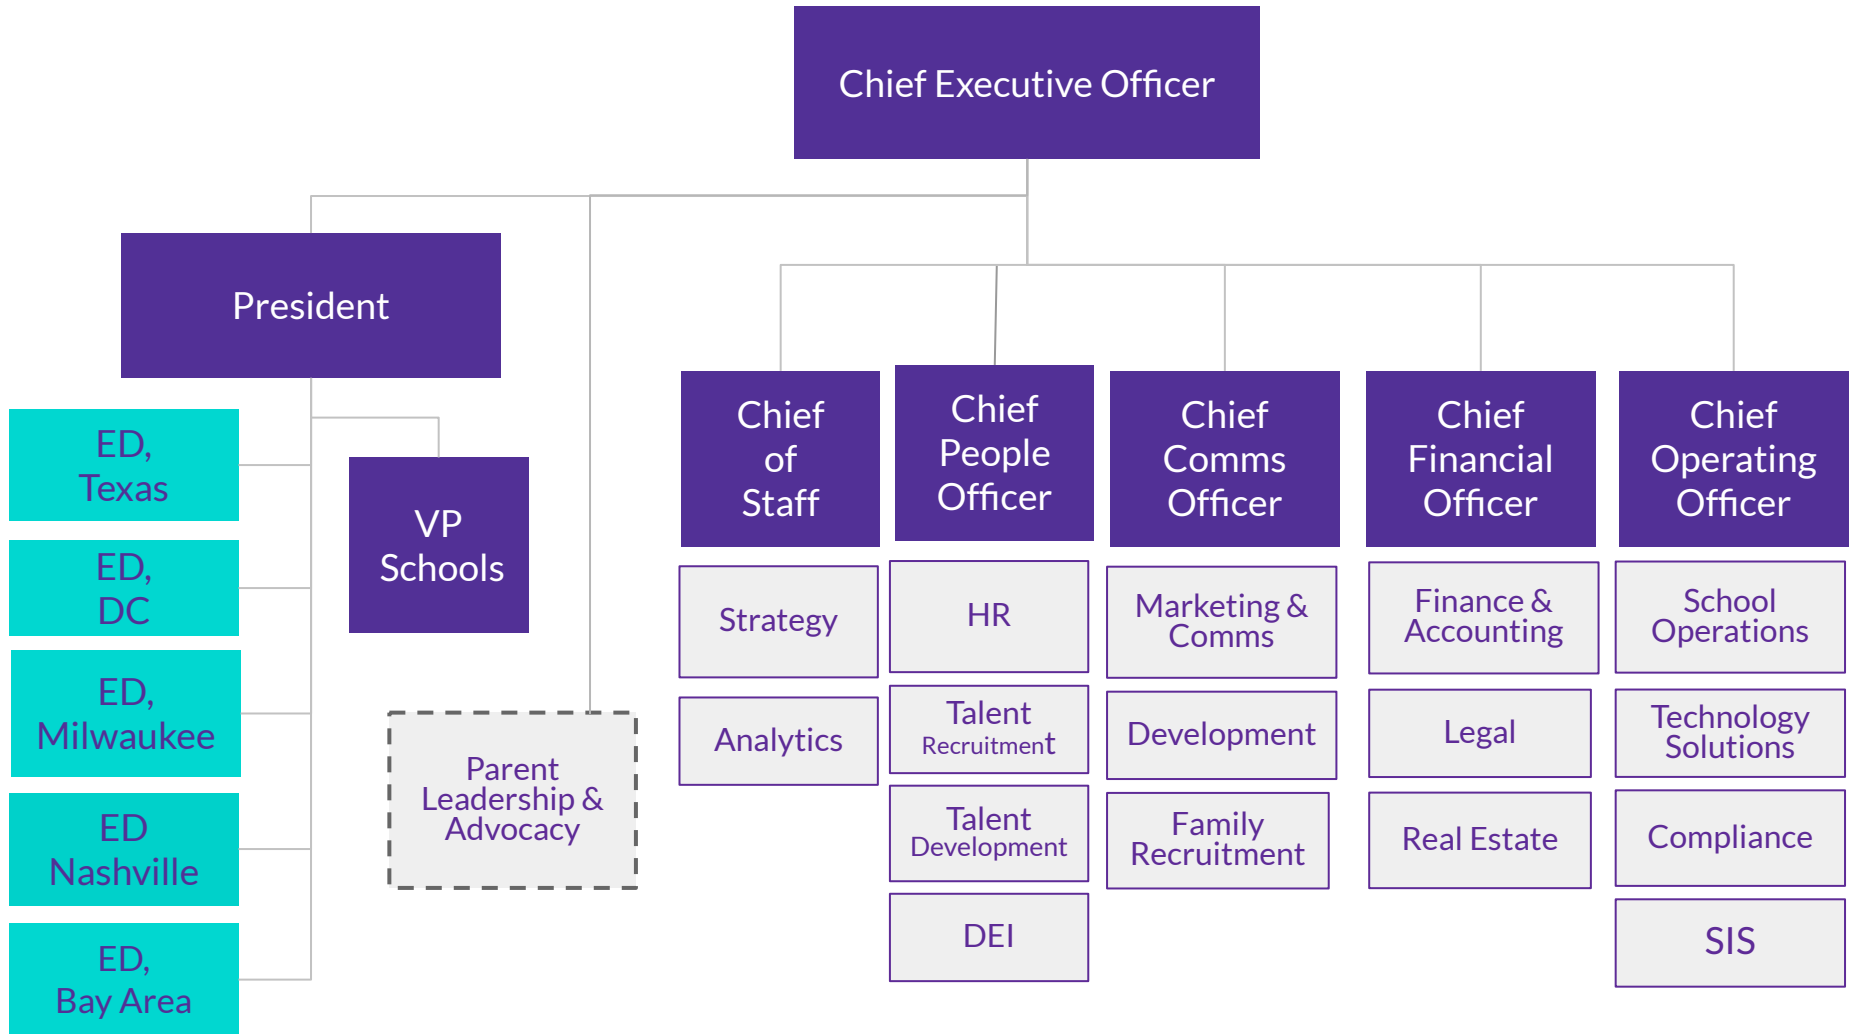 Chief Executive Officer
President
ED,
Texas
ED,
DC
ED,
Milwaukee
ED
Nashville
ED,
Bay Area
VP
Schools
Parent
Leadership &
Advocacy
Chief
of
Staff
Strategy
Analytics
Chief
People
Officer
HR
Talent
Recruitment
Talent
Development
DEI
Chief
Comms
Officer
Marketing &
Comms
Development
Family
Recruitment
Chief
Financial
Officer
Finance &
Accounting
Legal
Real Estate
Chief
Operating
Officer
School
Operations
Technology
Solutions
Compliance
SIS